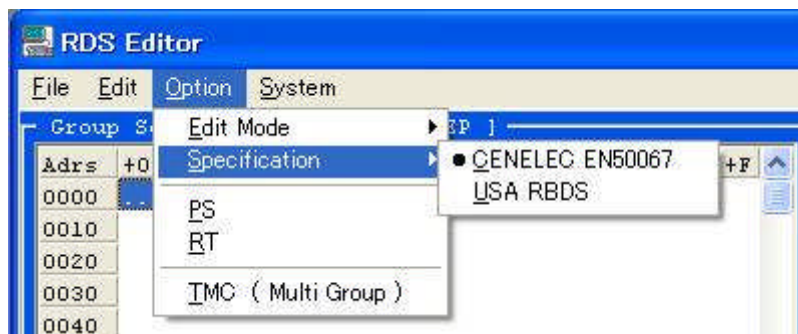 RDS Editor
File Edit Option System
Group
Edit Mode
Specification
PS
RT
TMC ( Multi Group )
CENELEC EN50067
USA RBDS
Adrs +0 +F
0000 ..
0010
0020
0030
0040